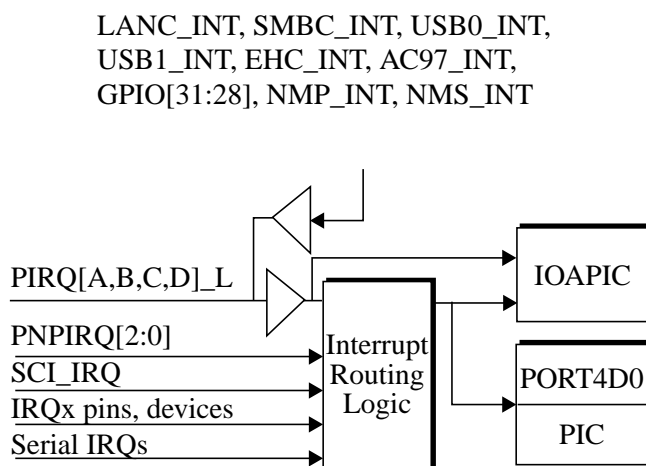 LANC_INT, SMBC_INT, USB0_INT,
USB1_INT, EHC_INT, AC97_INT,
GPIO[31:28], NMP_INT, NMS_INT
PIRQ[A,B,C,D]_L
IOAPIC
PNPIRQ[2:0]
SCI_IRQ
IRQx pins, devices
Serial IRQs
Interrupt
Routing
Logic
PORT4D0
PIC